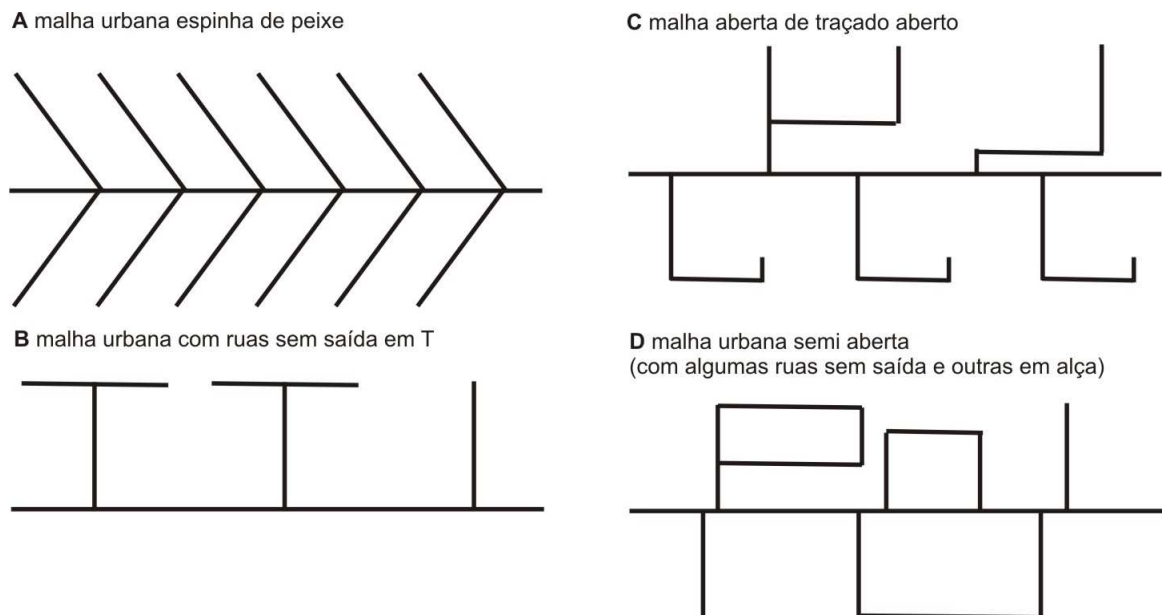 A malha urbana espinha de peixe
B malha urbana com ruas sem saída em T
C malha aberta de traçado aberto
D malha urbana semi aberta
(com algumas ruas sem saída e outras em alça)